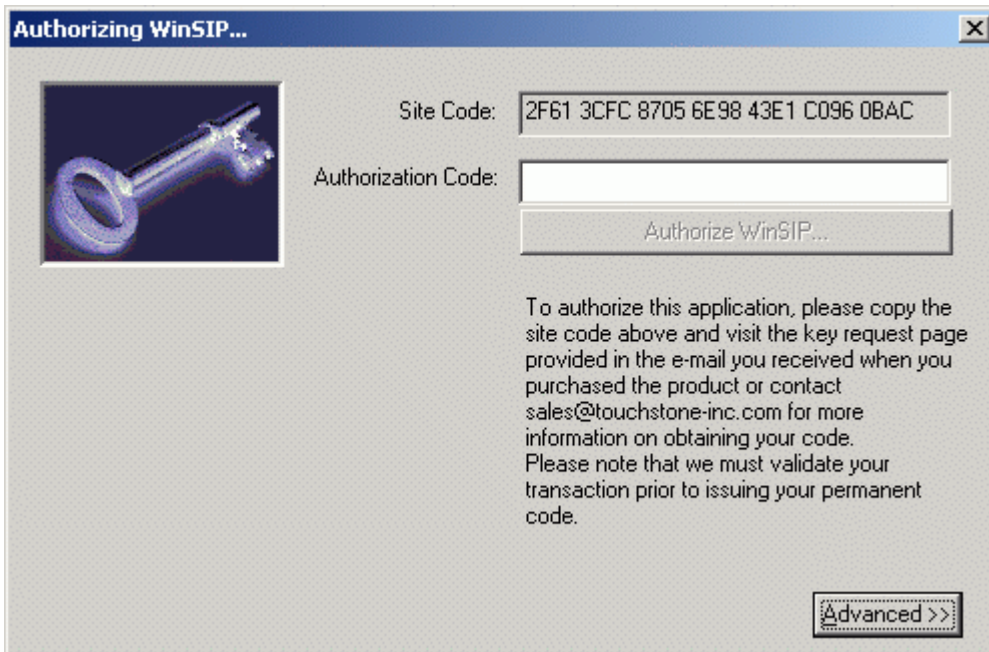 Authorizing WinSIP...
Site Code:
2F61 3CFC 8705 6E98 43E1 C096 0BAC
Authorization Code:
Authorize WinSIP...
To authorize this application, please copy the
site code above and visit the key request page
provided in the e-mail you received when you
purchased the product or contact
sales@touchstone-inc.com for more
information on obtaining your code.
Please note that we must validate your
transaction prior to issuing your permanent
code.
Advanced >>